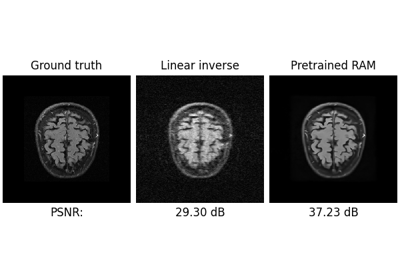 Ground truth Linear inverse Pretrained RAM
PSNR: 29.30 dB 37.23 dB